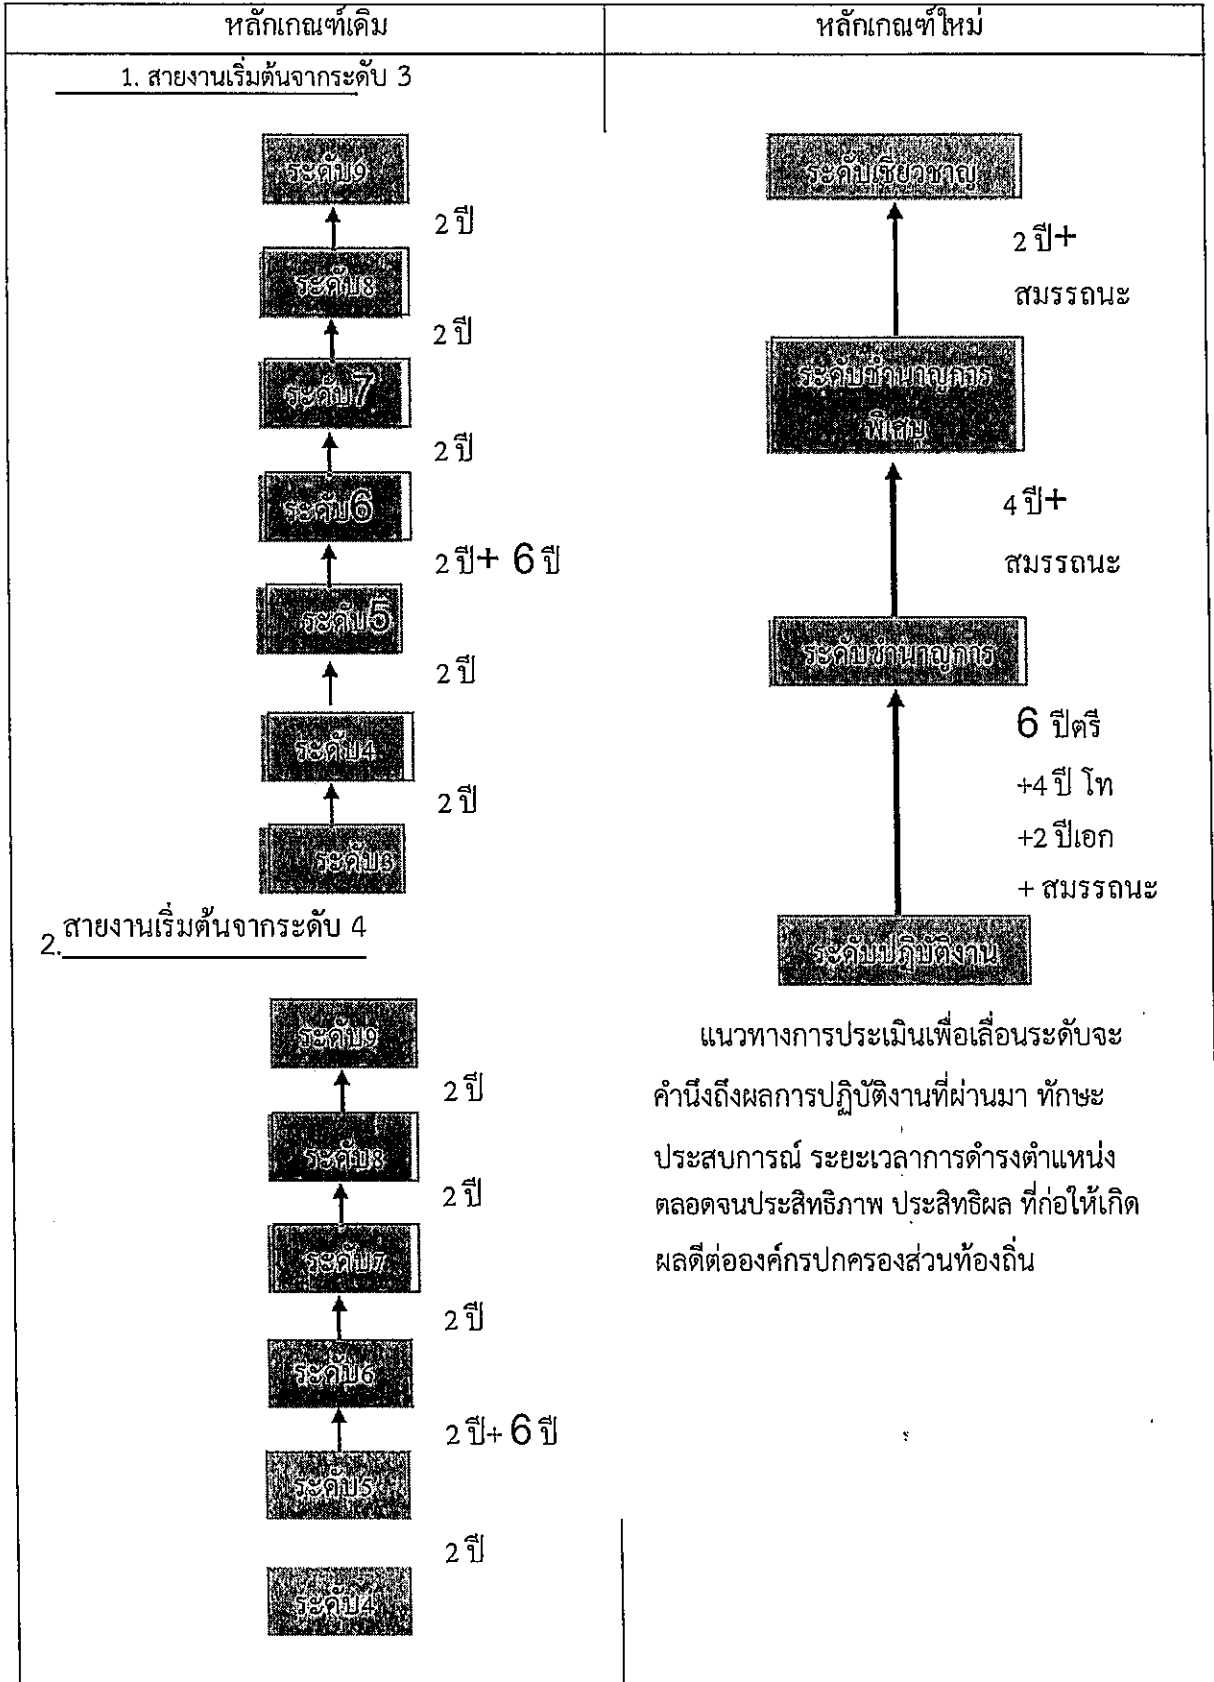 หลักเกณฑ์เดิม
หลักเกณฑ์ใหม่
1. สายงานเริ่มต้นจากระดับ 3
ระดับ9
2 ปี
ระดับ8
2 ปี
ระดับ7
2 ปี
ระดับ6
2 ปี+ 6 ปี
ระดับ5
2 ปี
ระดับ4
2 ปี
ระดับ3
2. สายงานเริ่มต้นจากระดับ 4
ระดับ9
2 ปี
ระดับ8
2 ปี
ระดับ7
2 ปี
ระดับ6
2 ปี+ 6 ปี
ระดับ5
2 ปี
ระดับ4
ระดับเชี่ยวชาญ
2 ปี+
สมรรถนะ
ระดับชำนาญการ
พิเศษ
4 ปี+
สมรรถนะ
ระดับชำนาญการ
6 ปีตรี
+4 ปี โท
+2 ปีเอก
+ สมรรถนะ
ระดับปฏิบัติงาน
แนวทางการประเมินเพื่อเลื่อนระดับจะ
คำนึงถึงผลการปฏิบัติงานที่ผ่านมา ทักษะ
ประสบการณ์ ระยะเวลาการดำรงตำแหน่ง
ตลอดจนประสิทธิภาพ ประสิทธิผล ที่ก่อให้เกิด
ผลดีต่อองค์กรปกครองส่วนท้องถิ่น